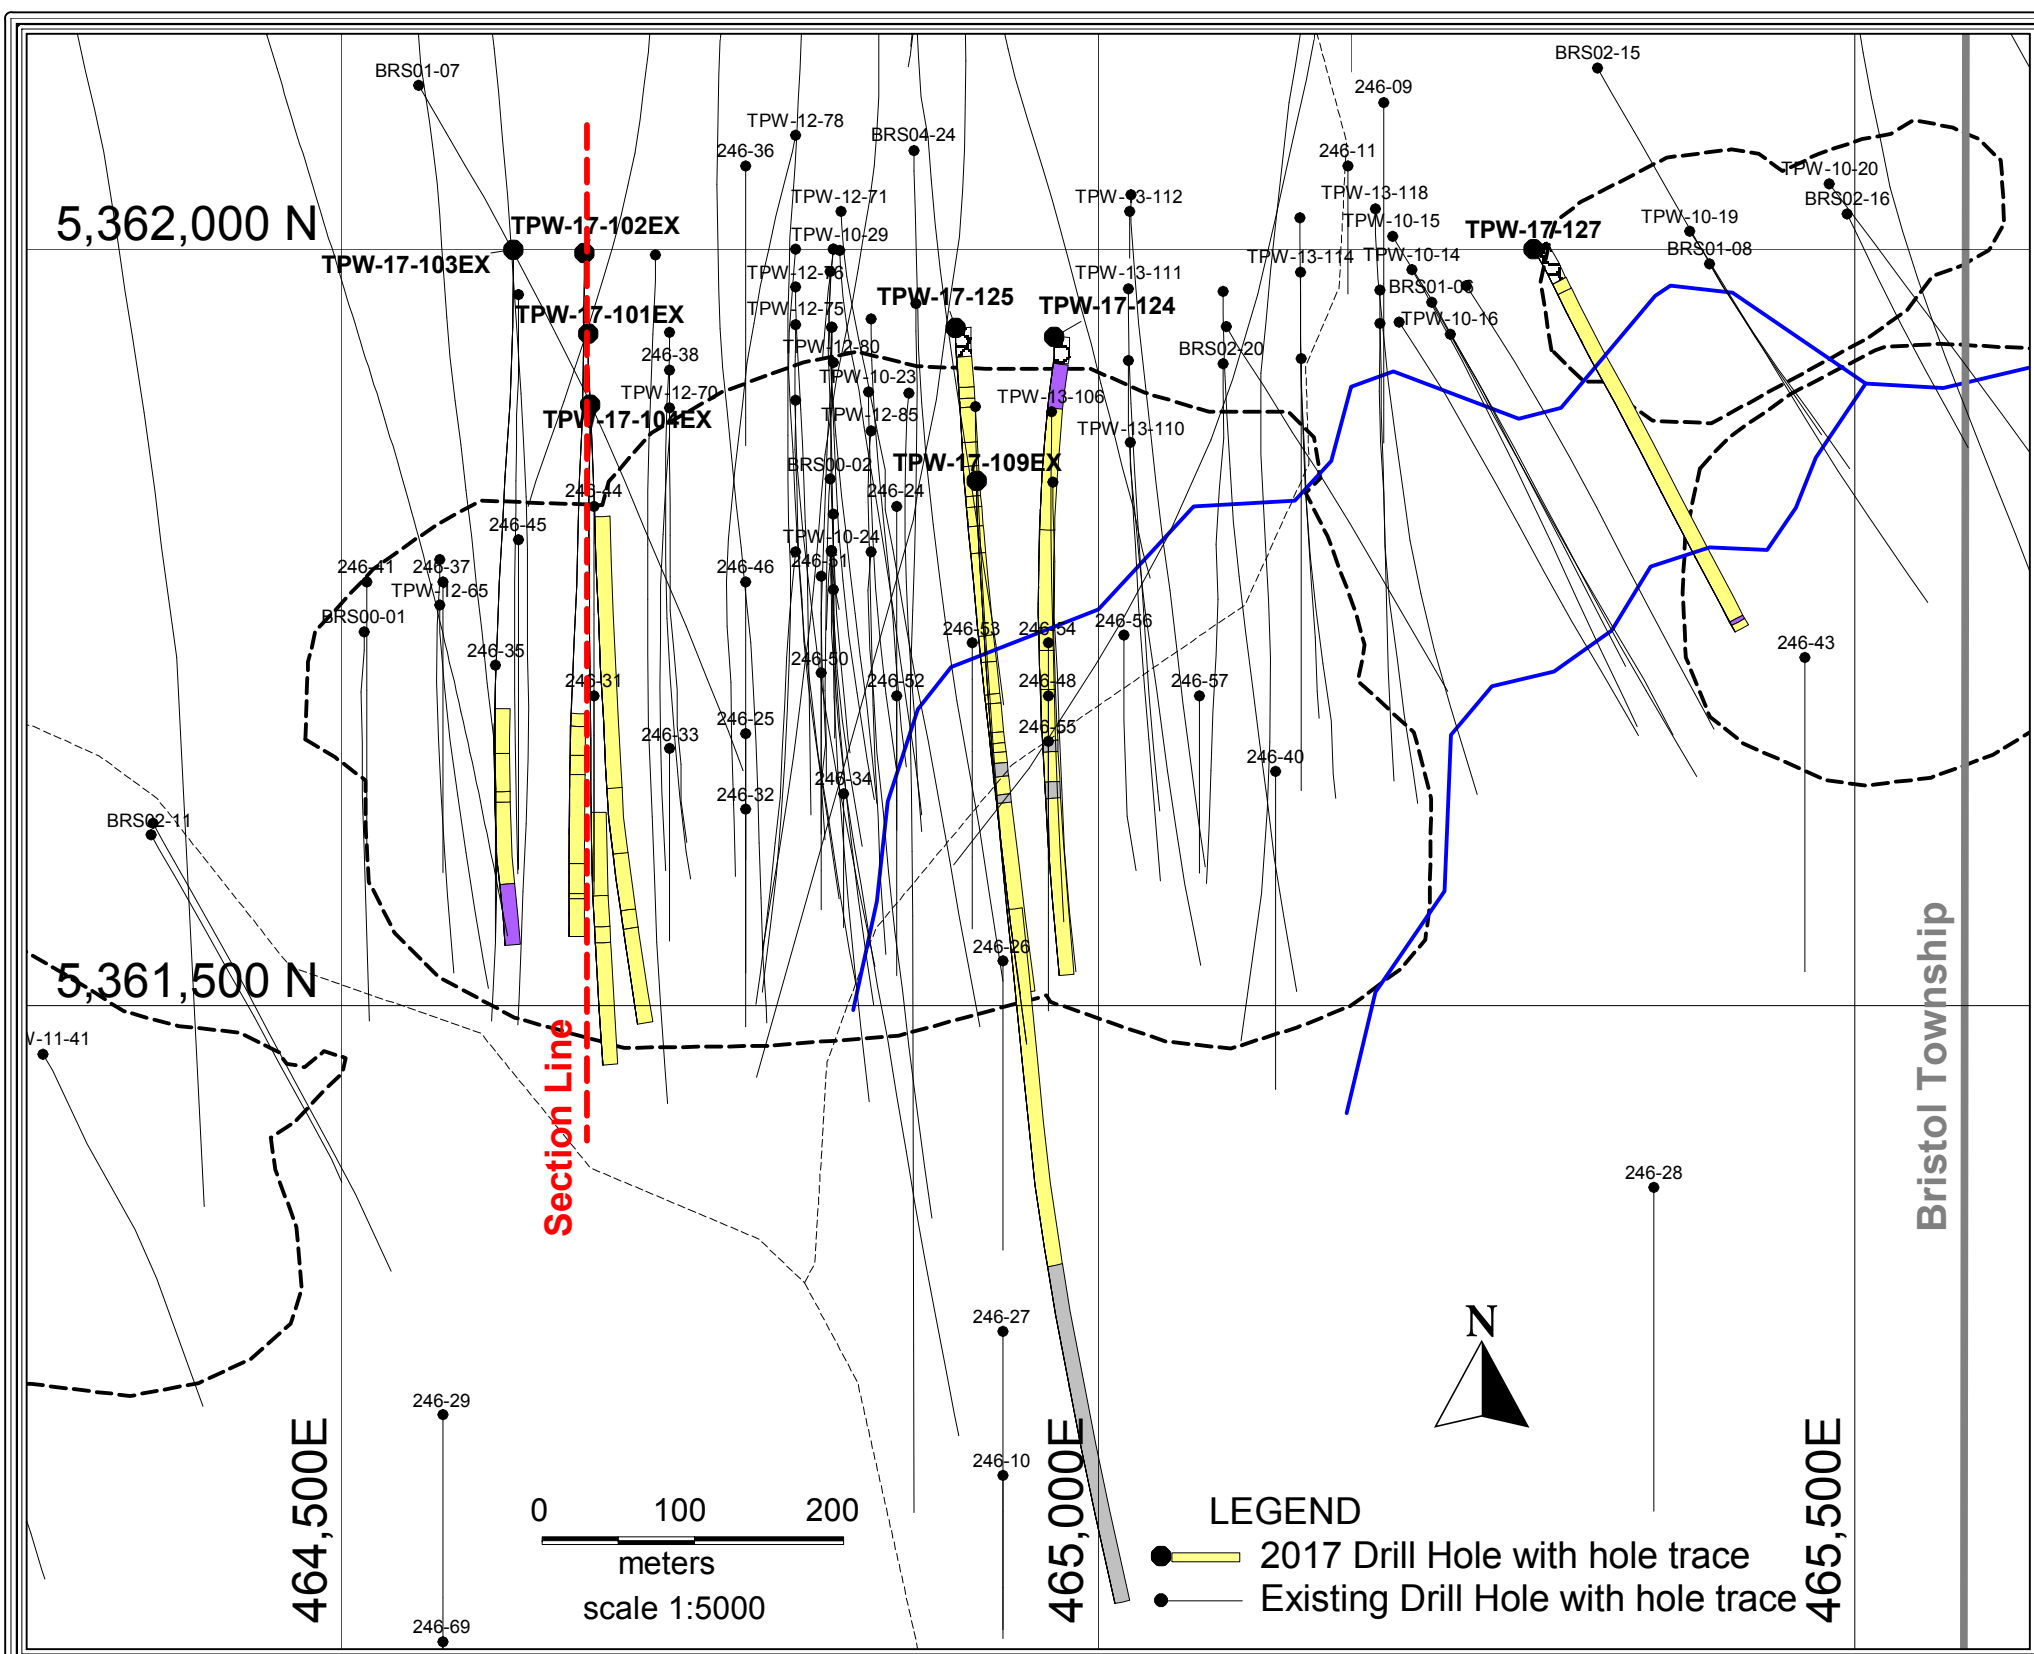 BRS01-07
BRS02-15
246-09
TPW-12-78
BRS04-24
246-36
246-11
TPW-10-20
TPW-12-71
TPW-13-112
TPW-13-118
BRS02-16
5,362,000 N
TPW-17-102EX
TPW-10-29
TPW-10-15
TPW-17-127
TPW-10-19
TPW-17-103EX
TPW-12-76
TPW-13-111
TPW-13-114
TPW-10-14
BRS01-08
TPW-17-101EX
TPW-12-75
TPW-17-125
TPW-17-124
BRS01-06
TPW-10-16
246-38
TPW-12-80
BRS02-20
TPW-12-70
TPW-10-23
TPW-13-106
TPW-17-104EX
TPW-12-85
TPW-13-110
BRS00-02
TPW-17-109EX
246-44
246-24
246-45
TPW-10-24
246-41
246-37
246-46
246-51
TPW-12-65
BRS00-01
246-53
246-54
246-56
246-43
246-35
246-50
246-31
246-52
246-48
246-57
246-25
246-55
246-33
246-40
246-34
246-32
BRS02-11
246-26
5,361,500 N
Bristol Township
W-11-41
Section Line
246-28
246-27
N
246-29
246-10
464,500E
465,000E
465,500E
0 100 200
meters
scale 1:5000
LEGEND
2017 Drill Hole with hole trace
Existing Drill Hole with hole trace
246-69